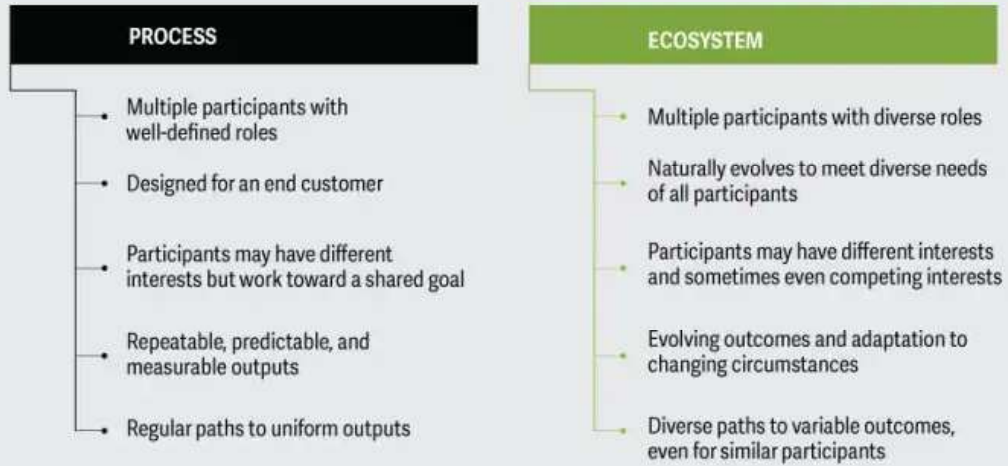 PROCESS
Multiple participants with
well-defined roles
Designed for an end customer
Participants may have different
interests but work toward a shared goal
Repeatable, predictable, and
measurable outputs
Regular paths to uniform outputs
ECOSYSTEM
Multiple participants with diverse roles
Naturally evolves to meet diverse needs
of all participants
Participants may have different interests
and sometimes even competing interests
Evolving outcomes and adaptation to
changing circumstances
Diverse paths to variable outcomes,
even for similar participants